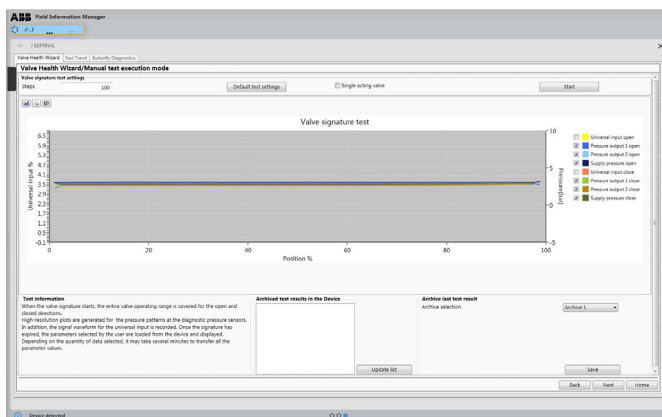 ABB Field Information Manager
/ NOMINAL
Valve Health Wizard Fast Trend Butterfly Diagnostics
Valve Health Wizard/Manual test execution mode
Valve signature test settings
Steps 100 Default test settings Single acting valve Start
Valve signature test
Universal input %
6.5
5.9
5.3
4.7
4.1
3.5
2.9
2.3
1.7
1.1
0.5
-0.1
0 20 40 60 80 100
Position %
10
5
0
-5
Pressure[bar]
Universal input open
Pressure output 1 open
Pressure output 2 open
Supply pressure open
Universal input close
Pressure output 1 close
Pressure output 2 close
Supply pressure close
Test information
When the valve signature starts, the entire valve operating range is covered for the open and
closed directions.
High-resolution plots are generated for the pressure patterns at the diagnostic pressure sensors.
In addition, the signal waveform for the universal input is recorded. Once the signature has
expired, the parameters selected by the user are loaded from the device and displayed.
Depending on the quantity of data selected, it may take several minutes to transfer all the
parameter values.
Archived test results in the Device
Update list
Archive last test result
Archive selection Archive 1
Save
Back Next Home
Device detected